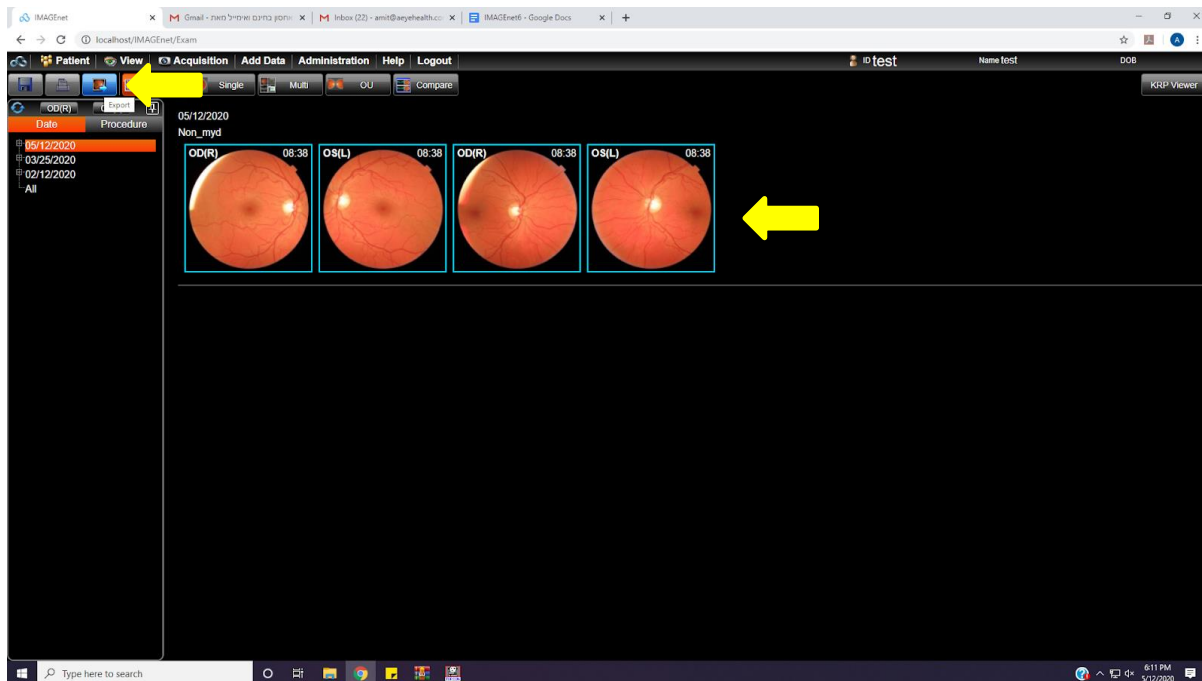 IMAGEnet
Gmail - אחסון בחינם ואימייל מאת
Inbox (22) - amit@aeyehealth.co
IMAGEnet6 - Google Docs
localhost/IMAGEnet/Exam
Patient View Acquisition Add Data Administration Help Logout
ID test Name test DOB
Single Multi OU Compare KRP Viewer
OD(R) Export
Date Procedure
05/12/2020
03/25/2020
02/12/2020
All
05/12/2020
Non_myd
OD(R) 08:38 OS(L) 08:38 OD(R) 08:38 OS(L) 08:38
Type here to search
6:11 PM
5/12/2020